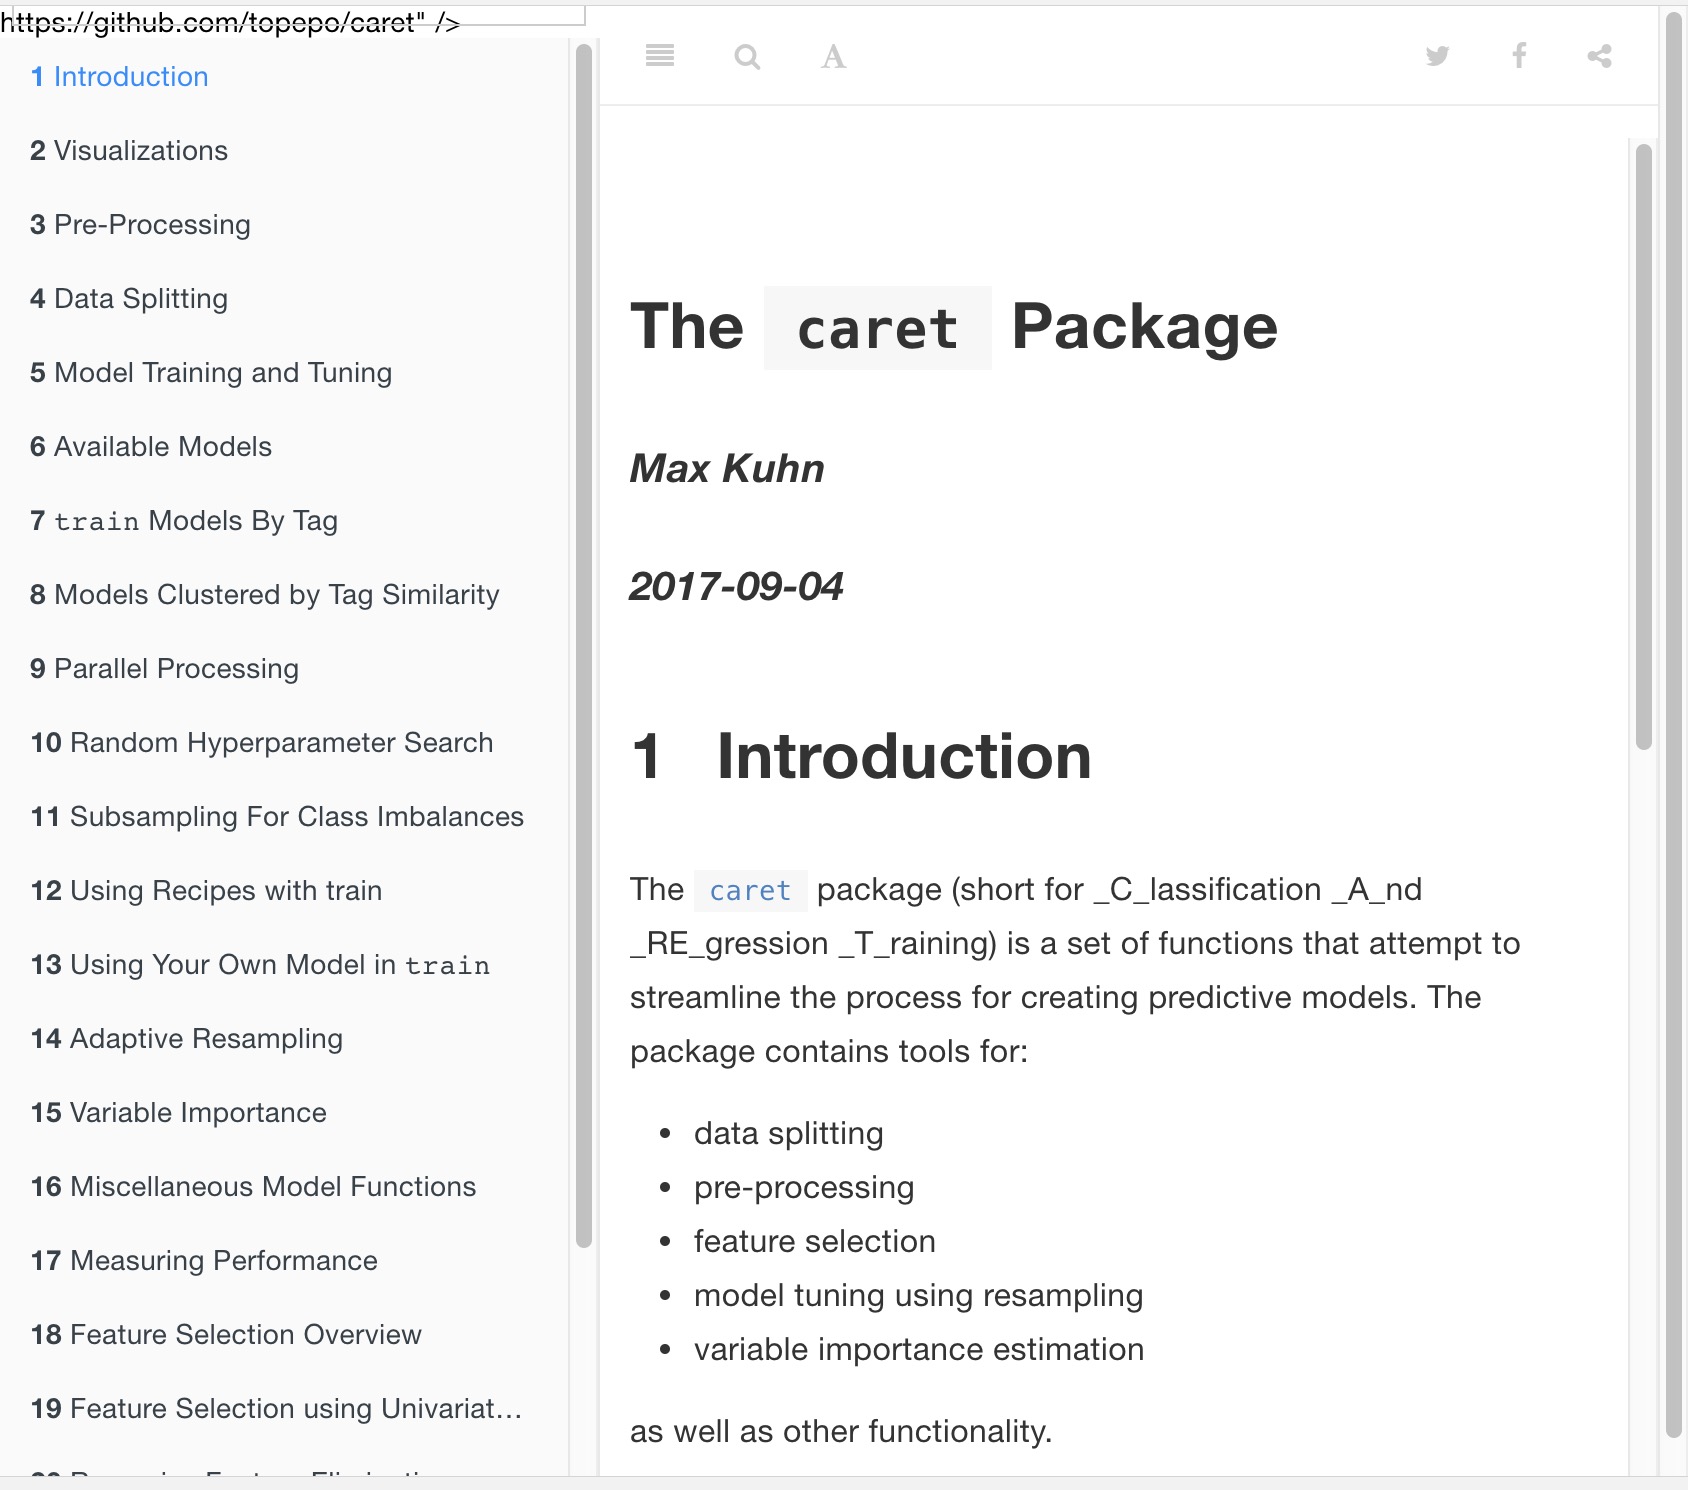 https://github.com/topepo/caret" />
1 Introduction
2 Visualizations
3 Pre-Processing
4 Data Splitting
5 Model Training and Tuning
6 Available Models
7 train Models By Tag
8 Models Clustered by Tag Similarity
9 Parallel Processing
10 Random Hyperparameter Search
11 Subsampling For Class Imbalances
12 Using Recipes with train
13 Using Your Own Model in train
14 Adaptive Resampling
15 Variable Importance
16 Miscellaneous Model Functions
17 Measuring Performance
18 Feature Selection Overview
19 Feature Selection using Univariat...
A
The caret Package
Max Kuhn
2017-09-04
1 Introduction
The caret package (short for _C_lassification _A_nd
_RE_gression _T_raining) is a set of functions that attempt to
streamline the process for creating predictive models. The
package contains tools for:
• data splitting
• pre-processing
• feature selection
• model tuning using resampling
• variable importance estimation
as well as other functionality.